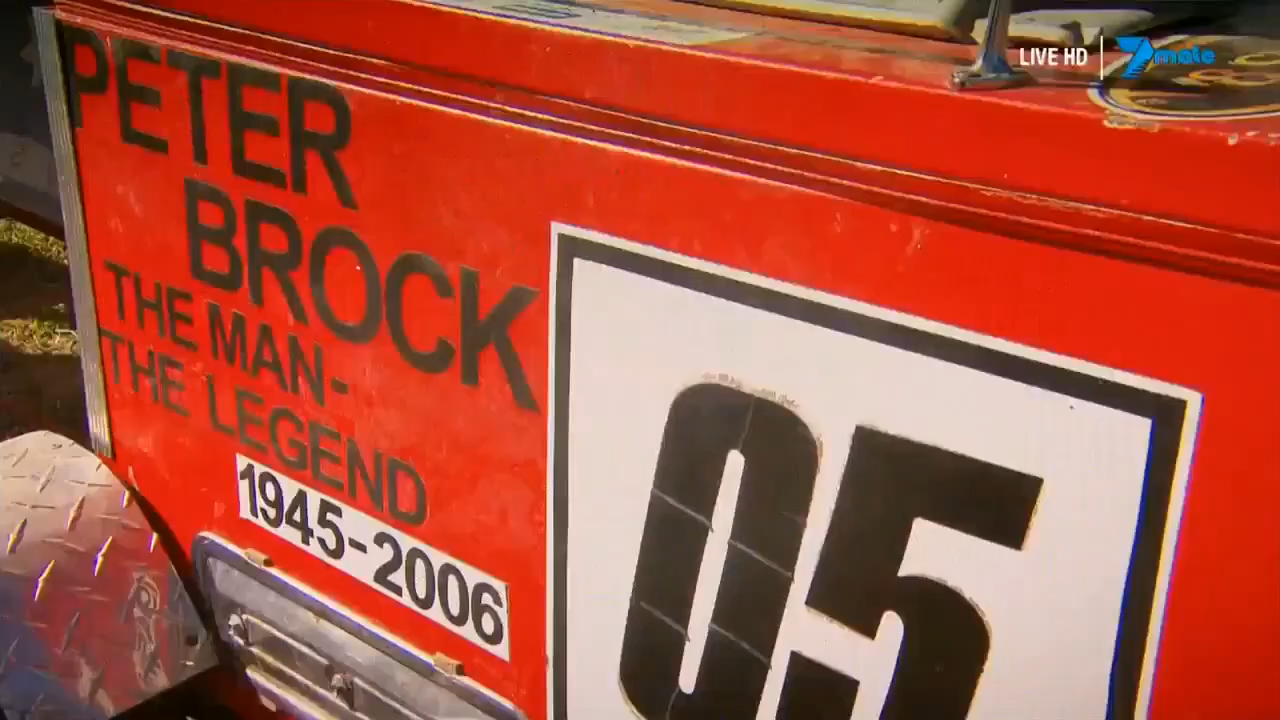 LIVE HD
7mate
PETER
BROCK
THE MAN-
THE LEGEND
1945-2006
05